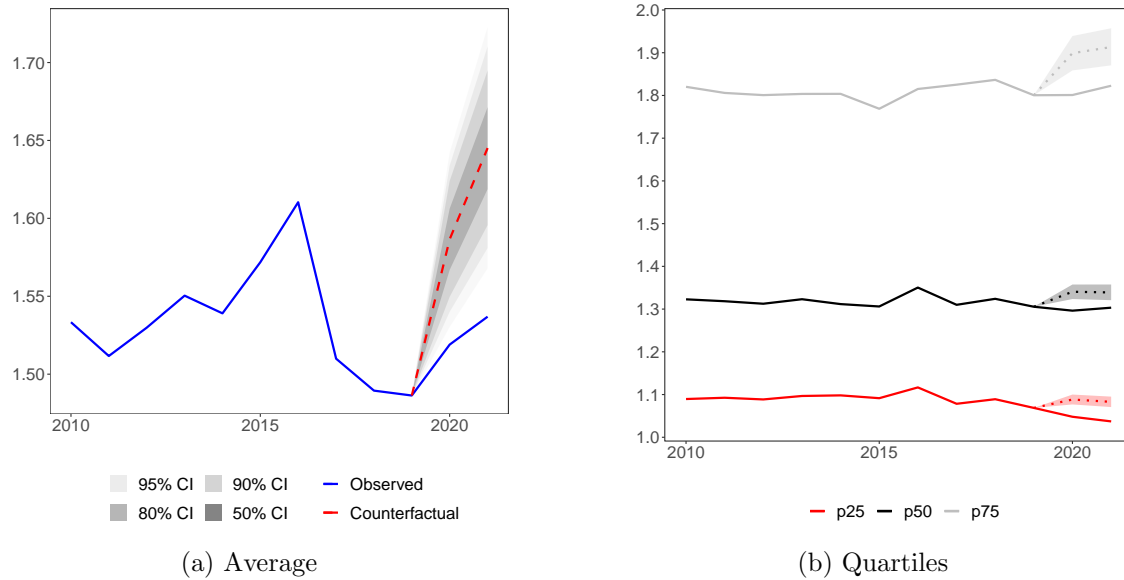 1.70
1.65
1.60
1.55
1.50
2010 2015 2020
95% CI 90% CI Observed
80% CI 50% CI Counterfactual
(a) Average
2.0
1.9
1.8
1.7
1.6
1.5
1.4
1.3
1.2
1.1
1.0
2010 2015 2020
p25 p50 p75
(b) Quartiles